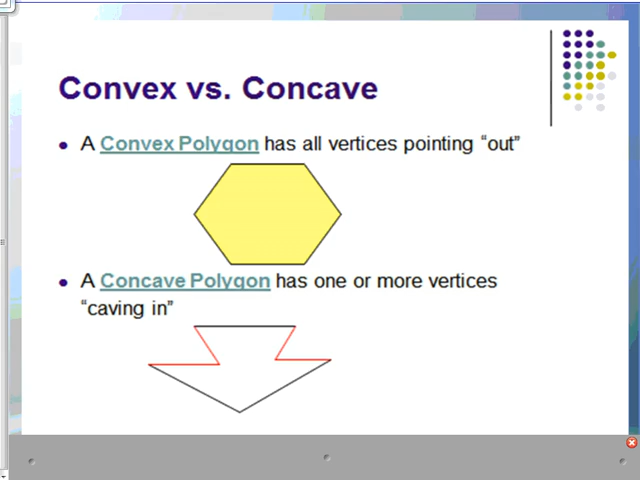 Convex vs. Concave
• A Convex Polygon has all vertices pointing “out”
• A Concave Polygon has one or more vertices
“caving in”